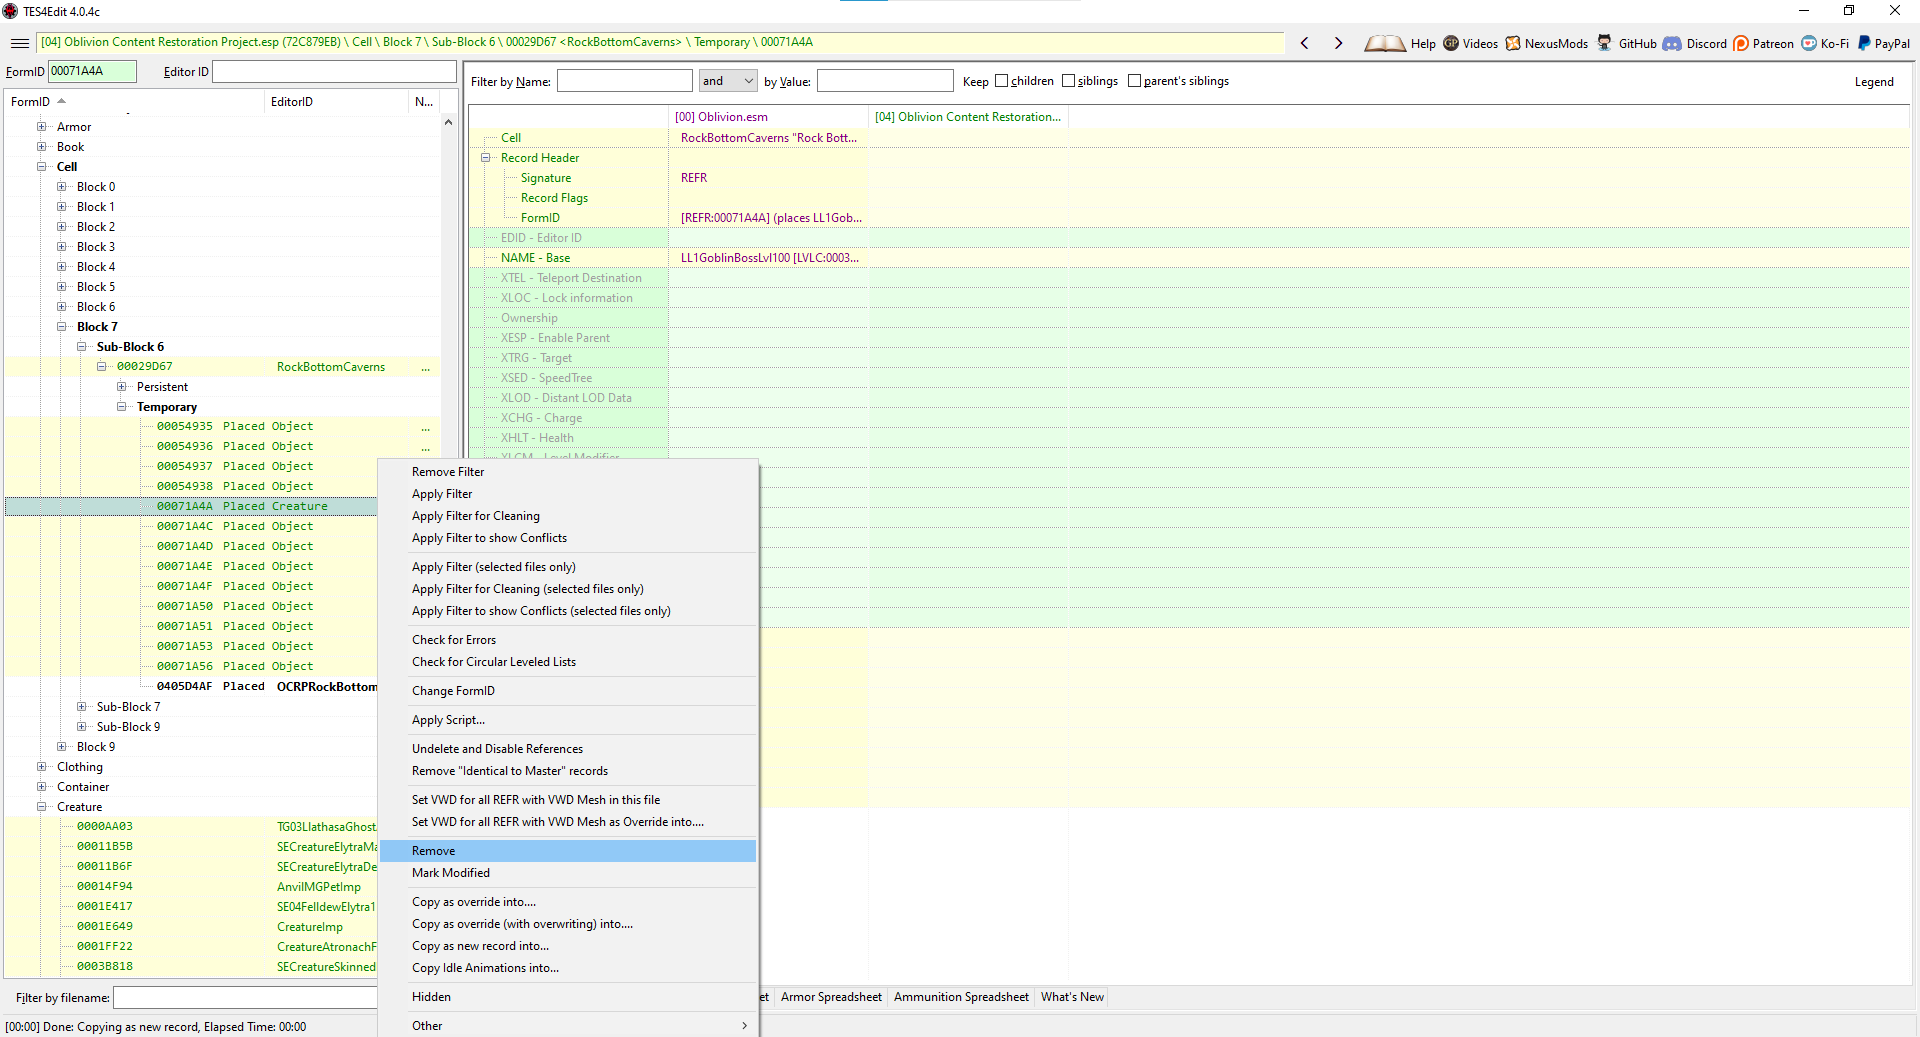 TES4Edit 4.0.4c
[04] Oblivion Content Restoration Project.esp (72C879EB) \ Cell \ Block 7 \ Sub-Block 6 \ 00029D67 <RockBottomCaverns> \ Temporary \ 00071A4A
Help Videos NexusMods GitHub Discord Patreon Ko-Fi PayPal
FormID 00071A4A Editor ID
Filter by Name: and by Value: Keep children siblings parent's siblings Legend
FormID EditorID N...
[00] Oblivion.esm [04] Oblivion Content Restoration...
Armor
Book
Cell
Block 0
Block 1
Block 2
Block 3
Block 4
Block 5
Block 6
Block 7
Sub-Block 6
00029D67 RockBottomCaverns ...
Persistent
Temporary
00054935 Placed Object ...
00054936 Placed Object ...
00054937 Placed Object
00054938 Placed Object
00071A4A Placed Creature
00071A4C Placed Object
00071A4D Placed Object
00071A4E Placed Object
00071A4F Placed Object
00071A50 Placed Object
00071A51 Placed Object
00071A53 Placed Object
00071A56 Placed Object
0405D4AF Placed OCRPRockBottom
Sub-Block 7
Sub-Block 9
Block 9
Clothing
Container
Creature
0000AA03 TG03LlathasaGhost
00011B5B SECreatureElytraMa
00011B6F SECreatureElytraDe
00014F94 AnvilMGPetImp
0001E417 SE04FelldewElytra1
0001E649 CreatureImp
0001FF22 CreatureAtronachF
0003B818 SECreatureSkinned
Filter by filename:
[00:00] Done: Copying as new record, Elapsed Time: 00:00
Cell RockBottomCaverns "Rock Bott...
Record Header
Signature REFR
Record Flags
FormID [REFR:00071A4A] (places LL1Gob...
EDID - Editor ID
NAME - Base LL1GoblinBossLvl100 [LVLC:0003...
XTEL - Teleport Destination
XLOC - Lock information
Ownership
XESP - Enable Parent
XTRG - Target
XSED - SpeedTree
XLOD - Distant LOD Data
XCHG - Charge
XHLT - Health
XLCM - Level Modifier
Remove Filter
Apply Filter
Apply Filter for Cleaning
Apply Filter to show Conflicts
Apply Filter (selected files only)
Apply Filter for Cleaning (selected files only)
Apply Filter to show Conflicts (selected files only)
Check for Errors
Check for Circular Leveled Lists
Change FormID
Apply Script...
Undelete and Disable References
Remove "Identical to Master" records
Set VWD for all REFR with VWD Mesh in this file
Set VWD for all REFR with VWD Mesh as Override into....
Remove
Mark Modified
Copy as override into....
Copy as override (with overwriting) into....
Copy as new record into...
Copy Idle Animations into...
Hidden
Other
et Armor Spreadsheet Ammunition Spreadsheet What's New